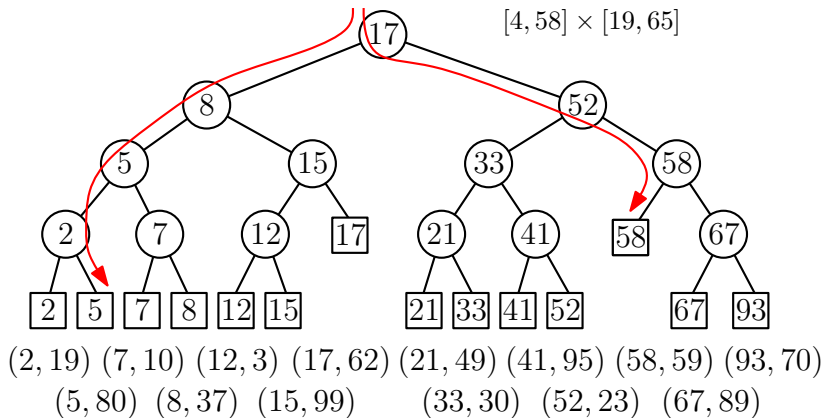 17 [4, 58] × [19, 65]
8 52
5 15 33 58
2 7 12 17 21 41 58 67
2 5 7 8 12 15 21 33 41 52 67 93
(2, 19) (7, 10) (12, 3) (17, 62) (21, 49) (41, 95) (58, 59) (93, 70)
(5, 80) (8, 37) (15, 99) (33, 30) (52, 23) (67, 89)